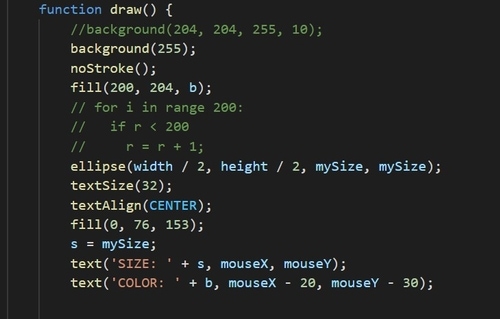 function draw() {
//background(204, 204, 255, 10);
background(255);
noStroke();
fill(200, 204, b);
// for i in range 200:
//   if r < 200
//     r = r + 1;
ellipse(width / 2, height / 2, mySize, mySize);
textSize(32);
textAlign(CENTER);
fill(0, 76, 153);
s = mySize;
text('SIZE: ' + s, mouseX, mouseY);
text('COLOR: ' + b, mouseX - 20, mouseY - 30);